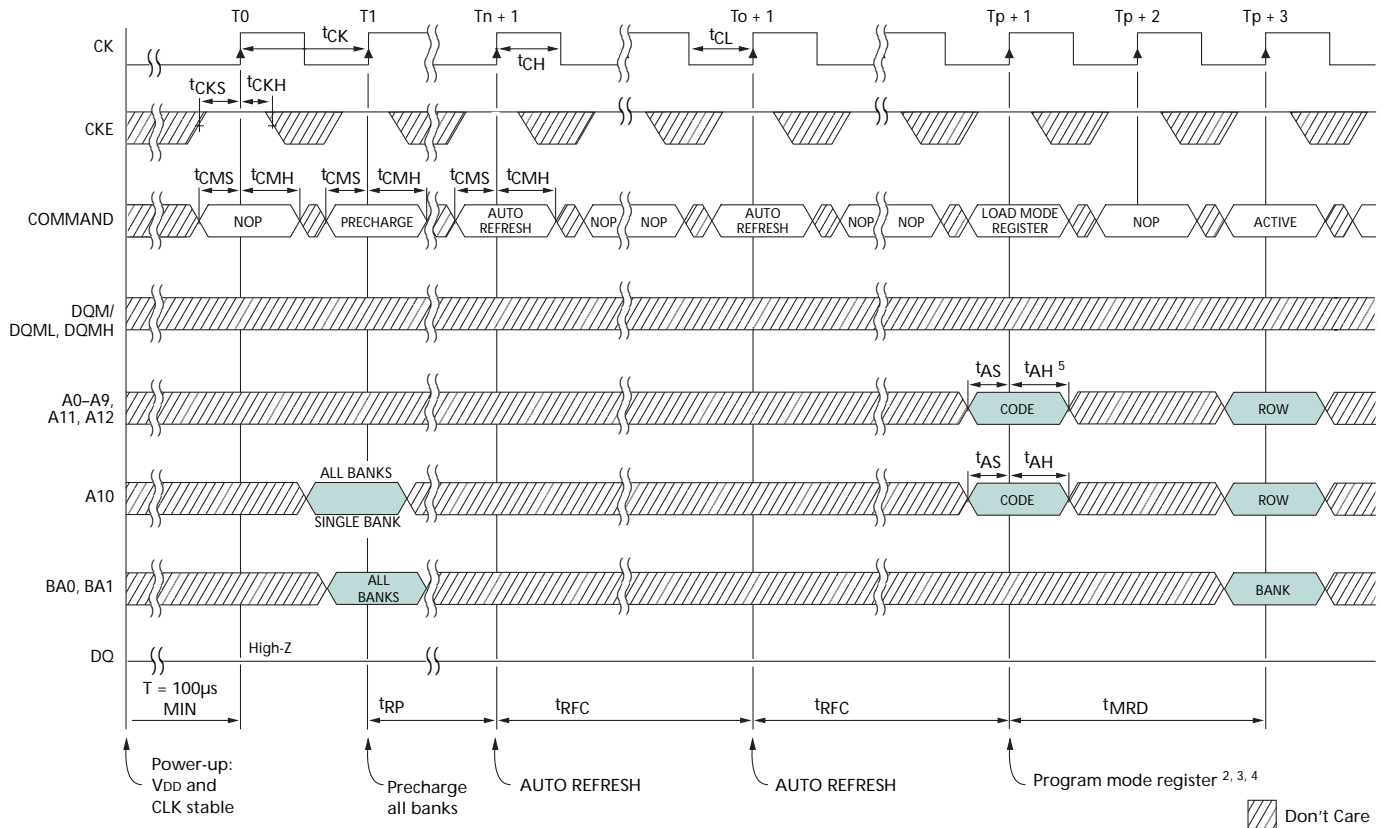 T0 T1 Tn + 1 To + 1 Tp + 1 Tp + 2 Tp + 3
CK
tCK tCH tCL
tCKS tCKH
CKE
tCMS tCMH tCMS tCMH tCMS tCMH
COMMAND
NOP PRECHARGE AUTO REFRESH NOP NOP AUTO REFRESH NOP NOP LOAD MODE REGISTER NOP ACTIVE
DQM/
DQML, DQMH
tAS tAH 5
A0–A9,
A11, A12
CODE ROW
tAS tAH
ALL BANKS
A10
CODE ROW
SINGLE BANK
BA0, BA1
ALL
BANKS
BANK
DQ
High-Z
T = 100µs
MIN
tRP tRFC tRFC tMRD
Power-up:
VDD and
CLK stable
Precharge
all banks
AUTO REFRESH
AUTO REFRESH
Program mode register 2, 3, 4
Don't Care